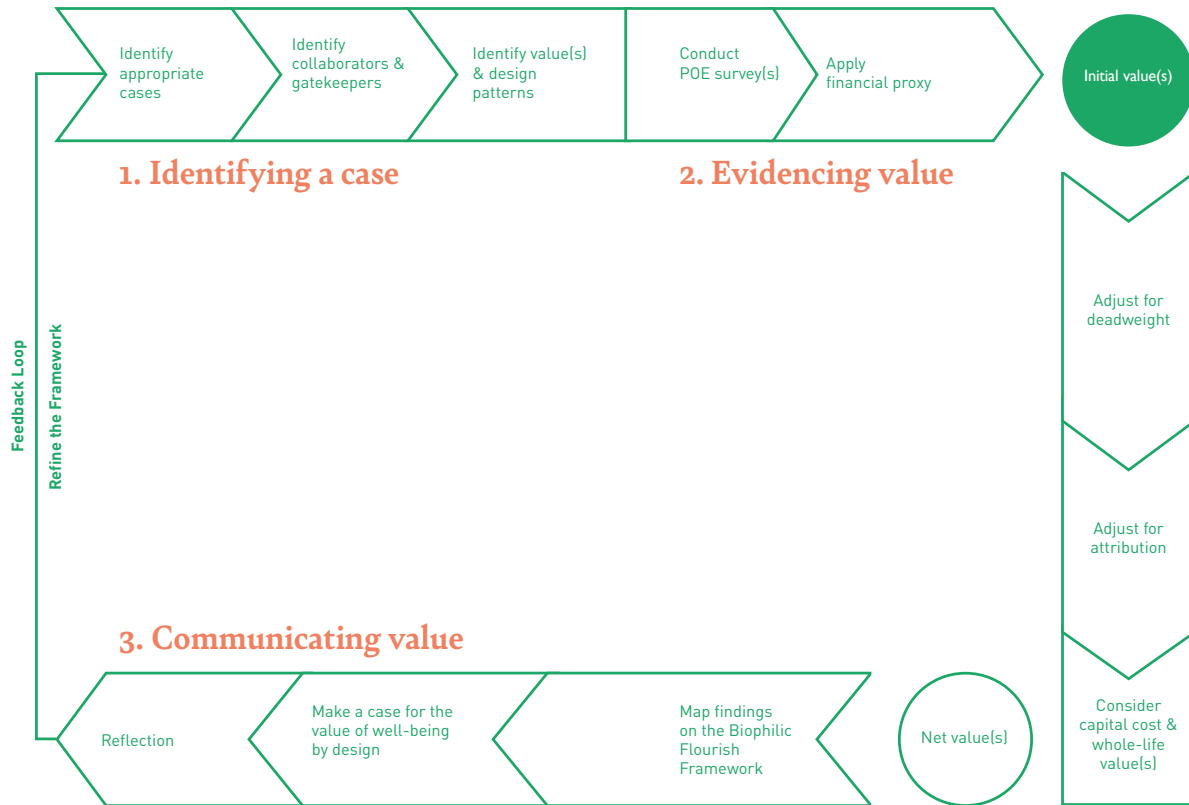 Identify
appropriate
cases
Identify
collaborators &
gatekeepers
Identify value(s)
& design
patterns
Conduct
POE survey(s)
Apply
financial proxy
Initial value(s)
1. Identifying a case
2. Evidencing value
Adjust for
deadweight
Adjust for
attribution
Consider
capital cost &
whole-life
value(s)
Net value(s)
3. Communicating value
Map findings
on the Biophilic
Flourish
Framework
Make a case for the
value of well-being
by design
Reflection
Feedback Loop
Refine the Framework